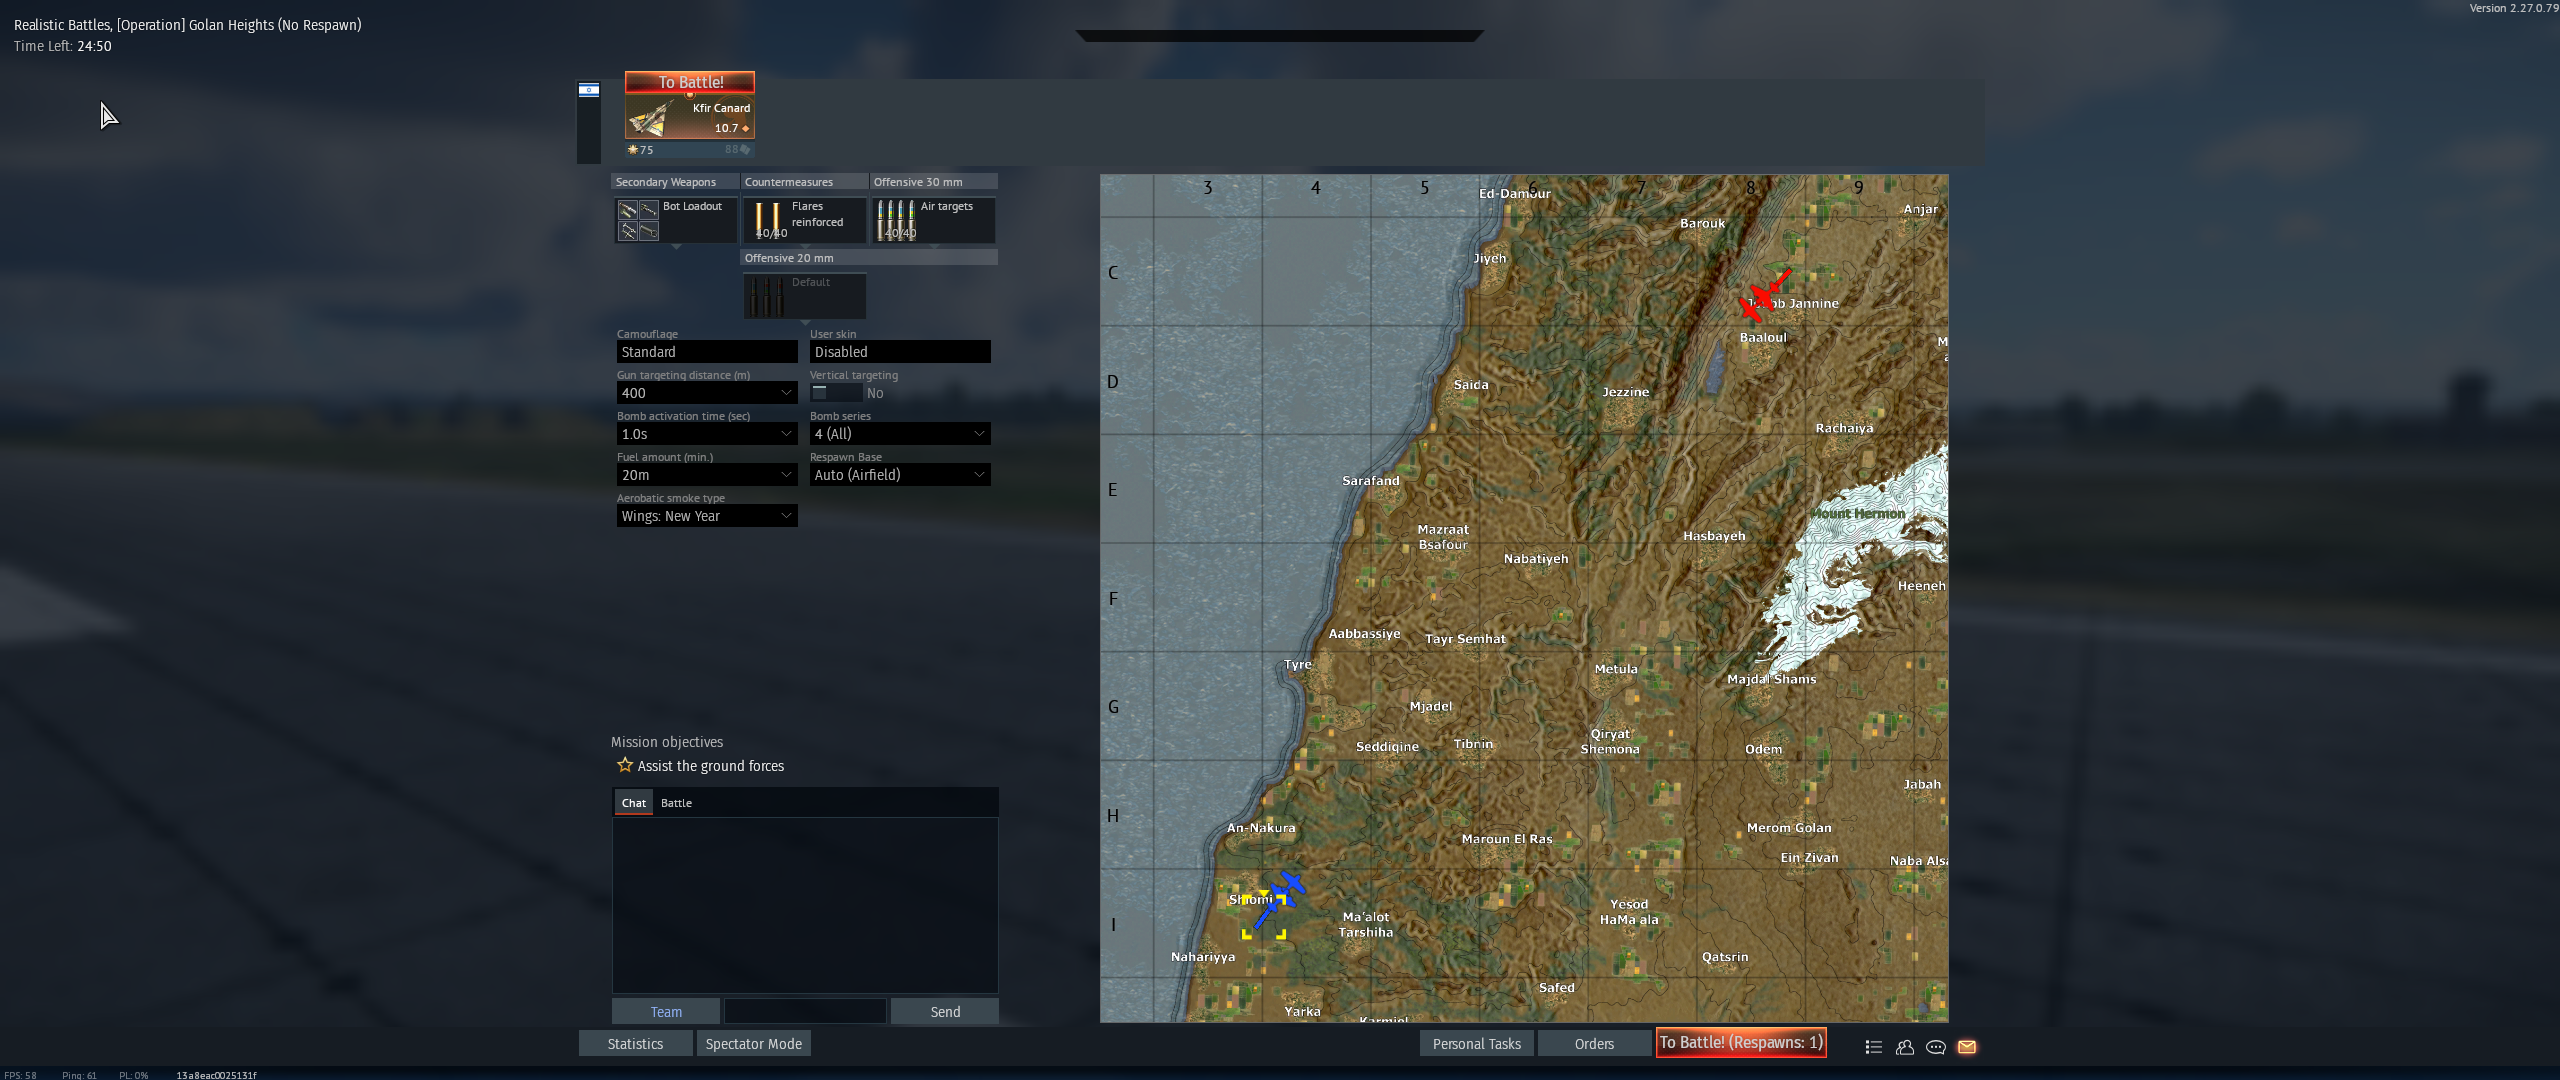 Realistic Battles, [Operation] Golan Heights (No Respawn)
Version 2.27.0.79
Time Left: 24:50
To Battle!
Kfir Canard
10.7
75
88
Secondary Weapons
Countermeasures
Offensive 30 mm
Bot Loadout
Flares reinforced
40/40
Air targets
40/40
Offensive 20 mm
Default
Camouflage
User skin
Standard
Disabled
Gun targeting distance (m)
Vertical targeting
400
No
Bomb activation time (sec)
Bomb series
1.0s
4 (All)
Fuel amount (min.)
Respawn Base
20m
Auto (Airfield)
Aerobatic smoke type
Wings: New Year
Mission objectives
Assist the ground forces
Chat Battle
Team
Send
3 4 5 6 7 8 9
C
D
E
F
G
H
I
Ed-Damour
Anjar
Barouk
Jiyeh
Jannine
Baaloul
Saida
Jezzine
Rachaiya
Sarafand
Mount Hermon
Mazraat Bsafour
Hasbayeh
Nabatiyeh
Heeneh
Aabbassiye
Tayr Semhat
Tyre
Metula
Majdal Shams
Mjadel
Seddiqine
Tibnin
Qiryat Shemona
Odem
Jabah
An-Nakura
Maroun El Ras
Merom Golan
Ein Zivan
Naba Alsa
Shlomi
Ma'alot Tarshiha
Yesod HaMa ala
Nahariyya
Qatsrin
Safed
Yarka
Karmiel
Statistics
Spectator Mode
Personal Tasks
Orders
To Battle! (Respawns: 1)
FPS: 58 Ping: 61 PL: 0% 13a8eac0025131f